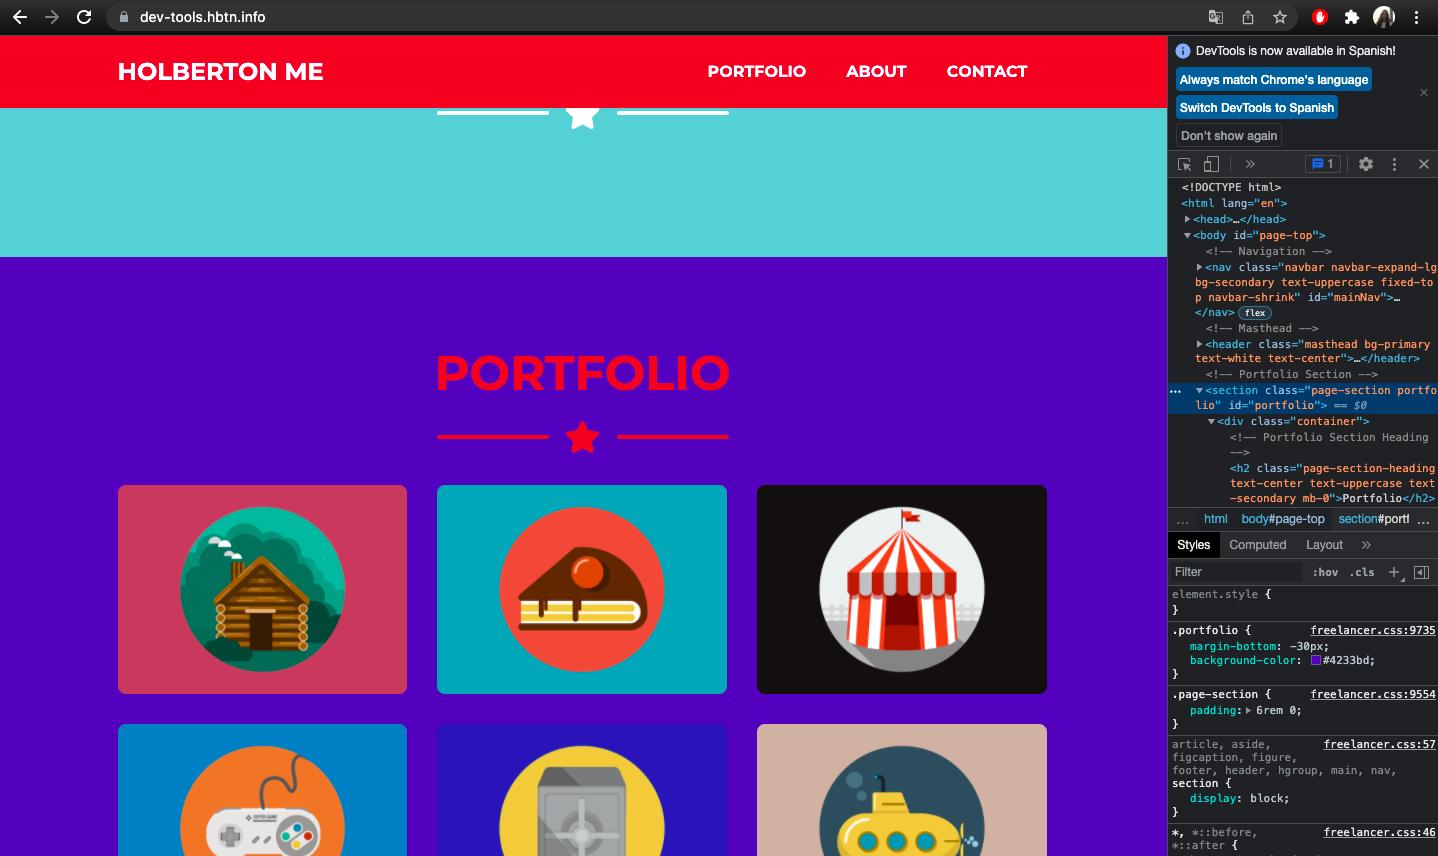 dev-tools.hbtn.info
HOLBERTON ME
PORTFOLIO ABOUT CONTACT
PORTFOLIO
SUPER GAME
DevTools is now available in Spanish!
Always match Chrome's language
Switch DevTools to Spanish
Don't show again
1
<!DOCTYPE html>
<html lang="en">
<head>…</head>
<body id="page-top">
<!-- Navigation -->
<nav class="navbar navbar-expand-lg
bg-secondary text-uppercase fixed-to
p navbar-shrink" id="mainNav">…
</nav> flex
<!-- Masthead -->
<header class="masthead bg-primary
text-white text-center">…</header>
<!-- Portfolio Section -->
… <section class="page-section portfo
lio" id="portfolio"> == $0
<div class="container">
<!-- Portfolio Section Heading
-->
<h2 class="page-section-heading
text-center text-uppercase text
-secondary mb-0">Portfolio</h2>
… html body#page-top section#portf …
Styles Computed Layout »
Filter :hov .cls +
element.style {
}
.portfolio { freelancer.css:9735
margin-bottom: -30px;
background-color: #4233bd;
}
.page-section { freelancer.css:9554
padding: 6rem 0;
}
article, aside, freelancer.css:57
figcaption, figure,
footer, header, hgroup, main, nav,
section {
display: block;
}
*, *::before, freelancer.css:46
*::after {